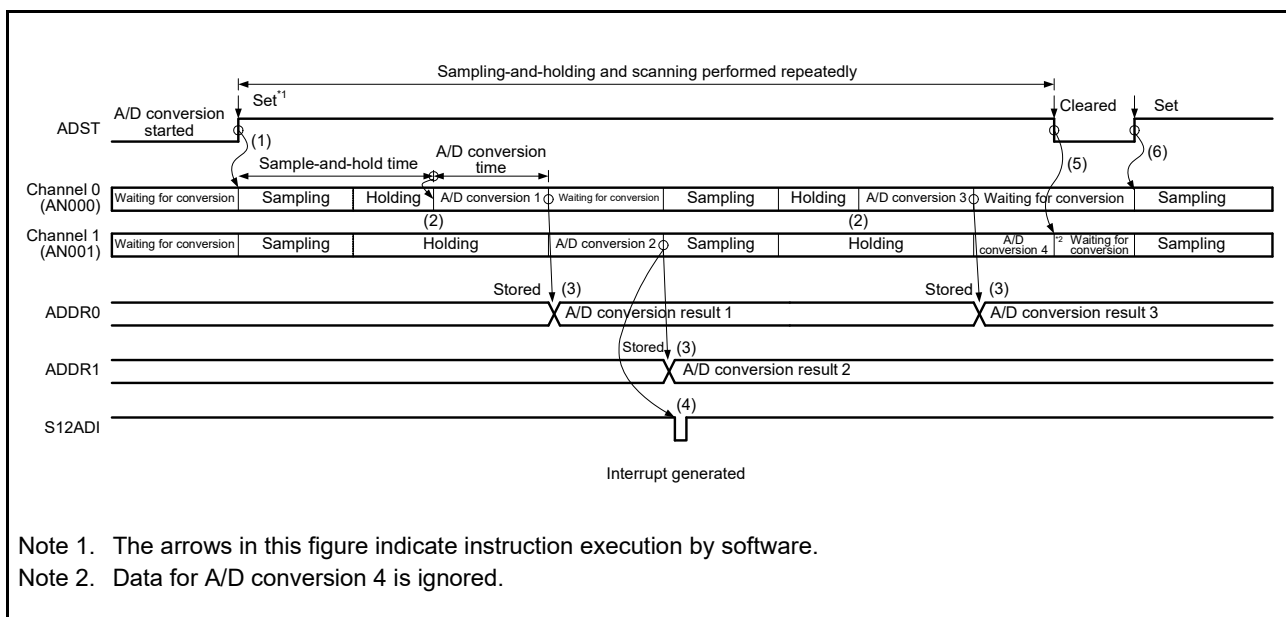 Sampling-and-holding and scanning performed repeatedly
Set*1
Cleared
Set
A/D conversion
started
ADST
(1)
(5)
(6)
Sample-and-hold time
A/D conversion
time
Channel 0
(AN000)
Waiting for conversion
Sampling
Holding
A/D conversion 1
Waiting for conversion
Sampling
Holding
A/D conversion 3
Waiting for conversion
Sampling
(2)
(2)
Channel 1
(AN001)
Waiting for conversion
Sampling
Holding
A/D conversion 2
Sampling
Holding
A/D
conversion 4
*2
Waiting for
conversion
Sampling
Stored
(3)
Stored
(3)
ADDR0
A/D conversion result 1
A/D conversion result 3
Stored
(3)
ADDR1
A/D conversion result 2
(4)
S12ADI
Interrupt generated
Note 1. The arrows in this figure indicate instruction execution by software.
Note 2. Data for A/D conversion 4 is ignored.